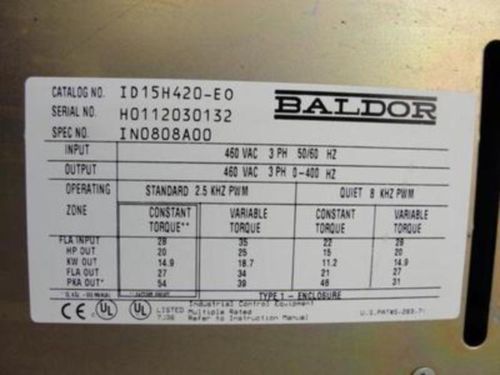 CATALOG NO. ID15H420-EO
SERIAL NO. H0112030132
SPEC NO. IN0808A00
BALDOR
INPUT 460 VAC 3 PH 50/60 HZ
OUTPUT 460 VAC 3 PH 0-400 HZ
OPERATING STANDARD 2.5 KHZ PWM QUIET 8 KHZ PWM
ZONE CONSTANT TORQUE** VARIABLE TORQUE CONSTANT TORQUE VARIABLE TORQUE
FLA INPUT 28 35 22 28
HP OUT 20 25 15 20
KW OUT 14.9 18.7 11.2 14.9
FLA OUT 27 34 21 27
PKA OUT* 54 39 46 31
TYPE 1 - ENCLOSURE
CE UL LISTED Industrial Control Equipment
Multiple Rated
Refer to Instruction Manual